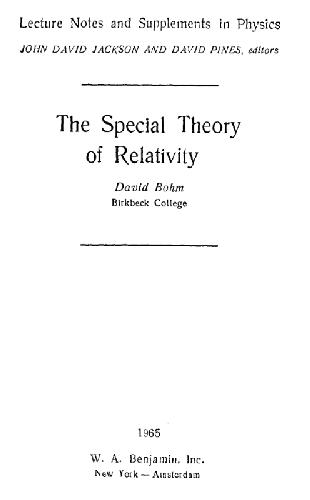 Lecture Notes and Supplements in Physics
JOHN DAVID JACKSON AND DAVID PINES, editors
The Special Theory
of Relativity
David Bohm
Birkbeck College
1965
W. A. Benjamin, Inc.
New York — Amsterdam